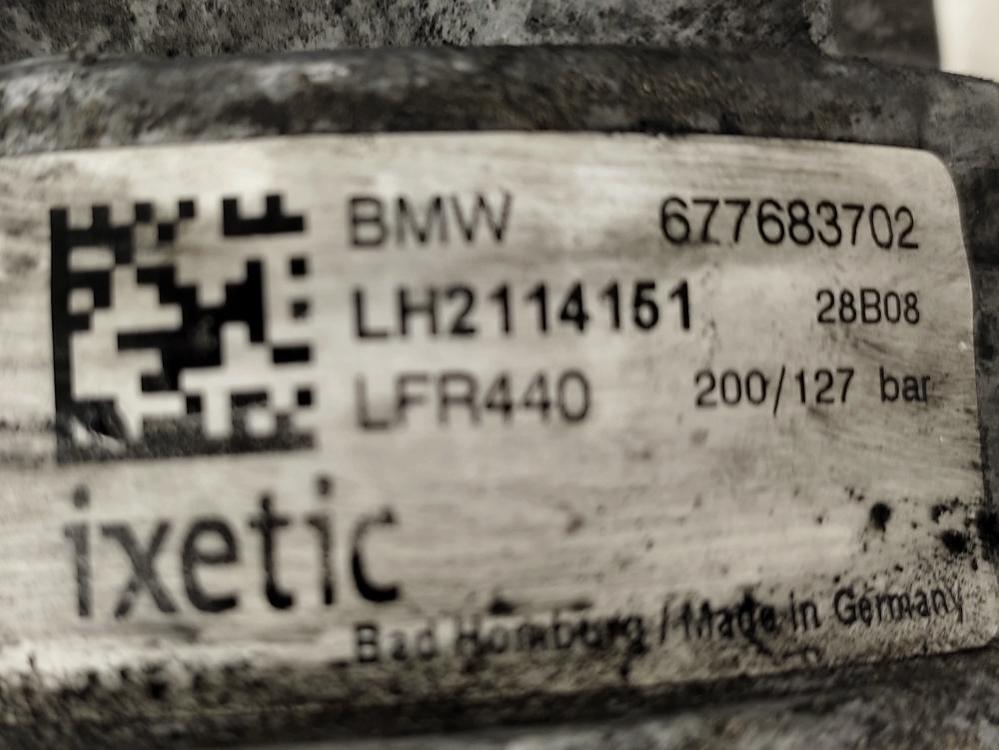 BMW 677683702
LH2114151 28B08
LFR440 200/127 bar
ixetic
Bad Homburg / Made in Germany